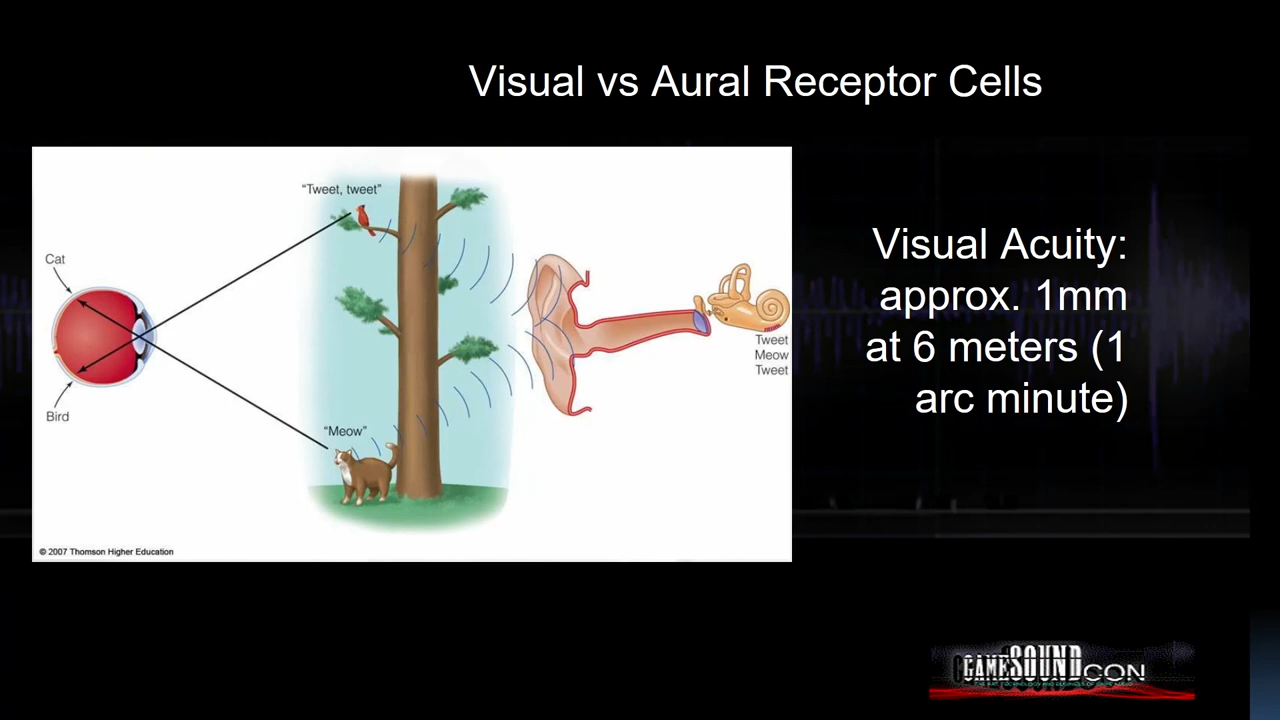 Visual vs Aural Receptor Cells
"Tweet, tweet"
Cat
Bird
"Meow"
Tweet
Meow
Tweet
© 2007 Thomson Higher Education
Visual Acuity:
approx. 1mm
at 6 meters (1
arc minute)
GAMESOUNDCON